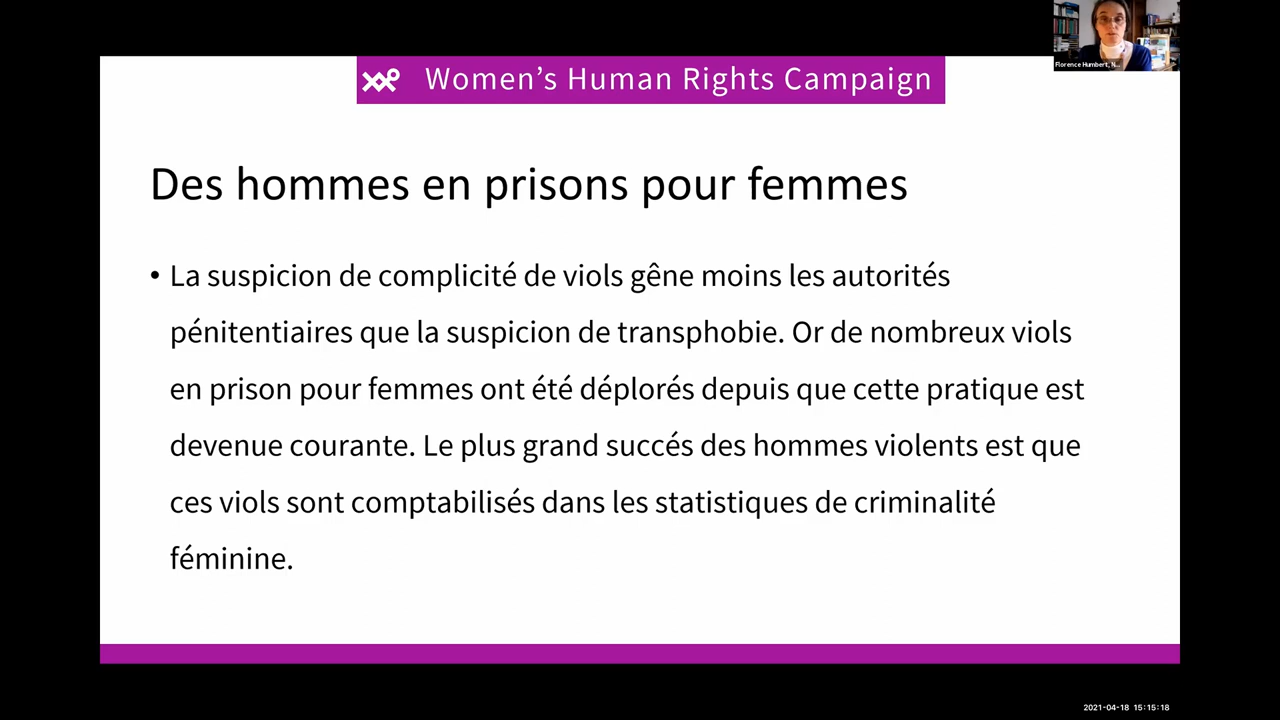 Florence Humbert, N...
Women's Human Rights Campaign
Des hommes en prisons pour femmes
• La suspicion de complicité de viols gêne moins les autorités
pénitentiaires que la suspicion de transphobie. Or de nombreux viols
en prison pour femmes ont été déplorés depuis que cette pratique est
devenue courante. Le plus grand succés des hommes violents est que
ces viols sont comptabilisés dans les statistiques de criminalité
féminine.
2021-04-18 15:15:18